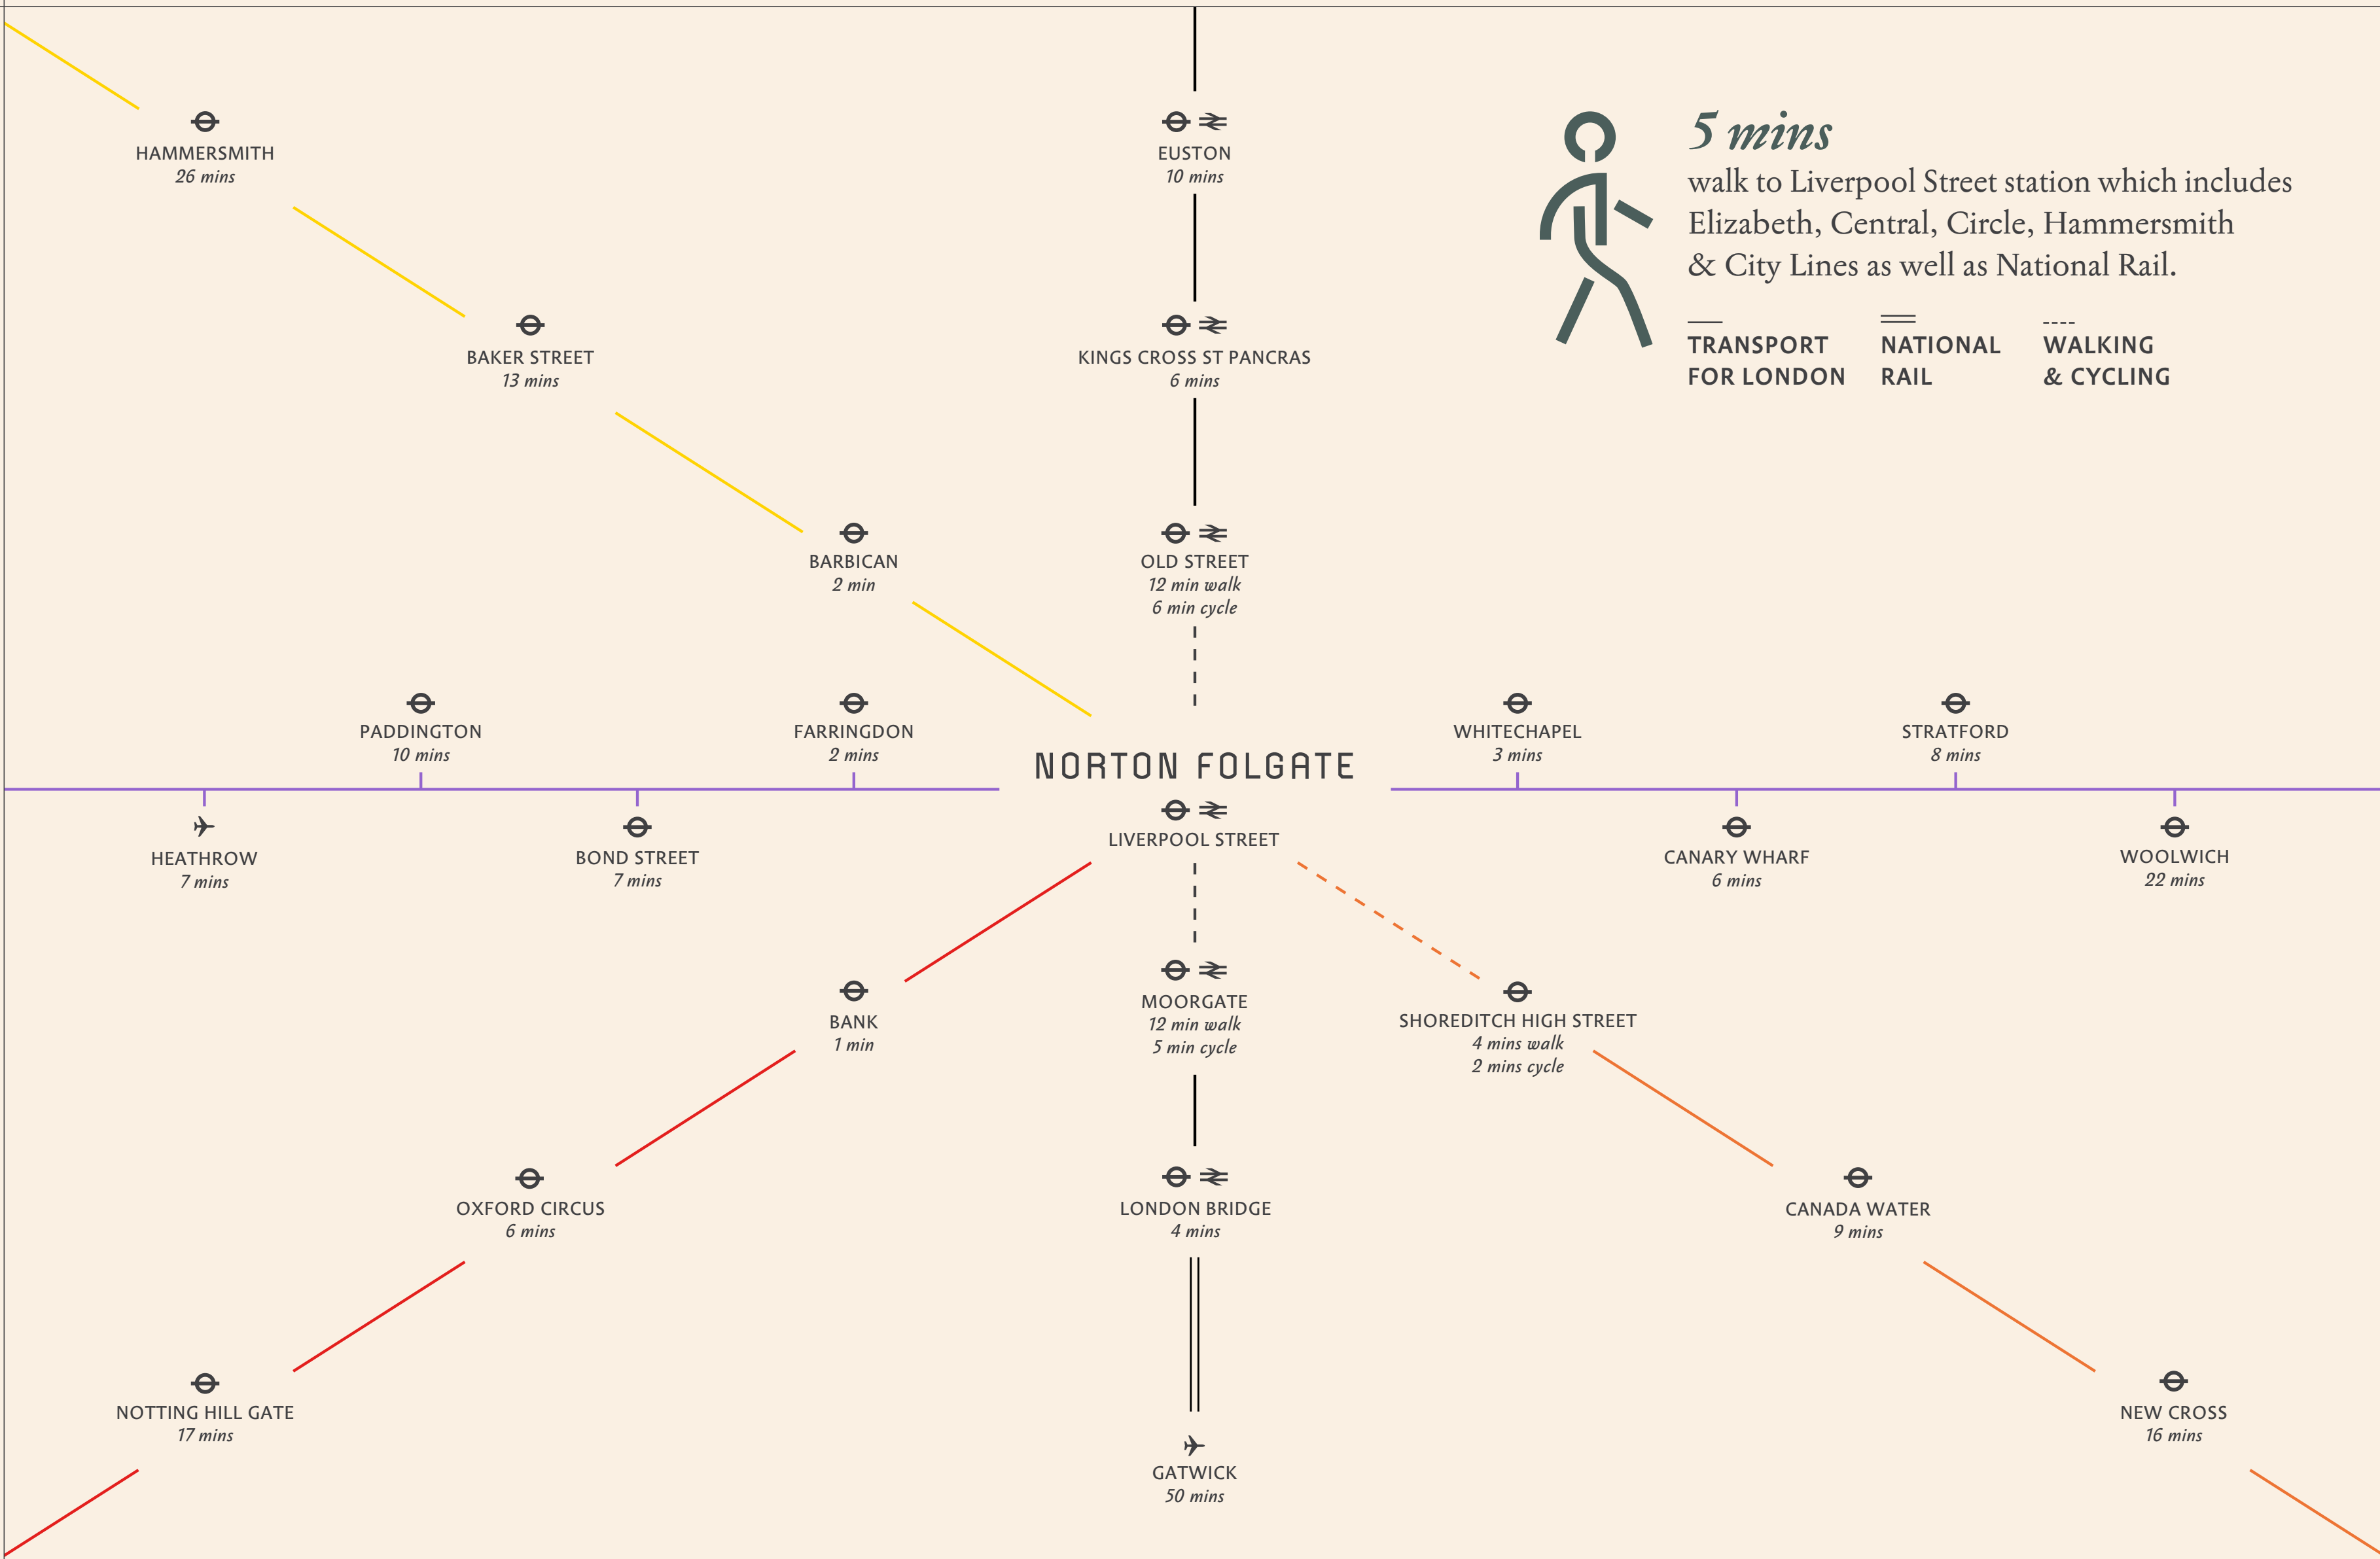 HAMMERSMITH
26 mins
EUSTON
10 mins
5 mins
walk to Liverpool Street station which includes
Elizabeth, Central, Circle, Hammersmith
& City Lines as well as National Rail.
TRANSPORT
FOR LONDON
NATIONAL
RAIL
WALKING
& CYCLING
BAKER STREET
13 mins
KINGS CROSS ST PANCRAS
6 mins
BARBICAN
2 min
OLD STREET
12 min walk
6 min cycle
PADDINGTON
10 mins
FARRINGDON
2 mins
WHITECHAPEL
3 mins
STRATFORD
8 mins
NORTON FOLGATE
LIVERPOOL STREET
HEATHROW
7 mins
BOND STREET
7 mins
CANARY WHARF
6 mins
WOOLWICH
22 mins
BANK
1 min
MOORGATE
12 min walk
5 min cycle
SHOREDITCH HIGH STREET
4 mins walk
2 mins cycle
OXFORD CIRCUS
6 mins
LONDON BRIDGE
4 mins
CANADA WATER
9 mins
NOTTING HILL GATE
17 mins
NEW CROSS
16 mins
GATWICK
50 mins